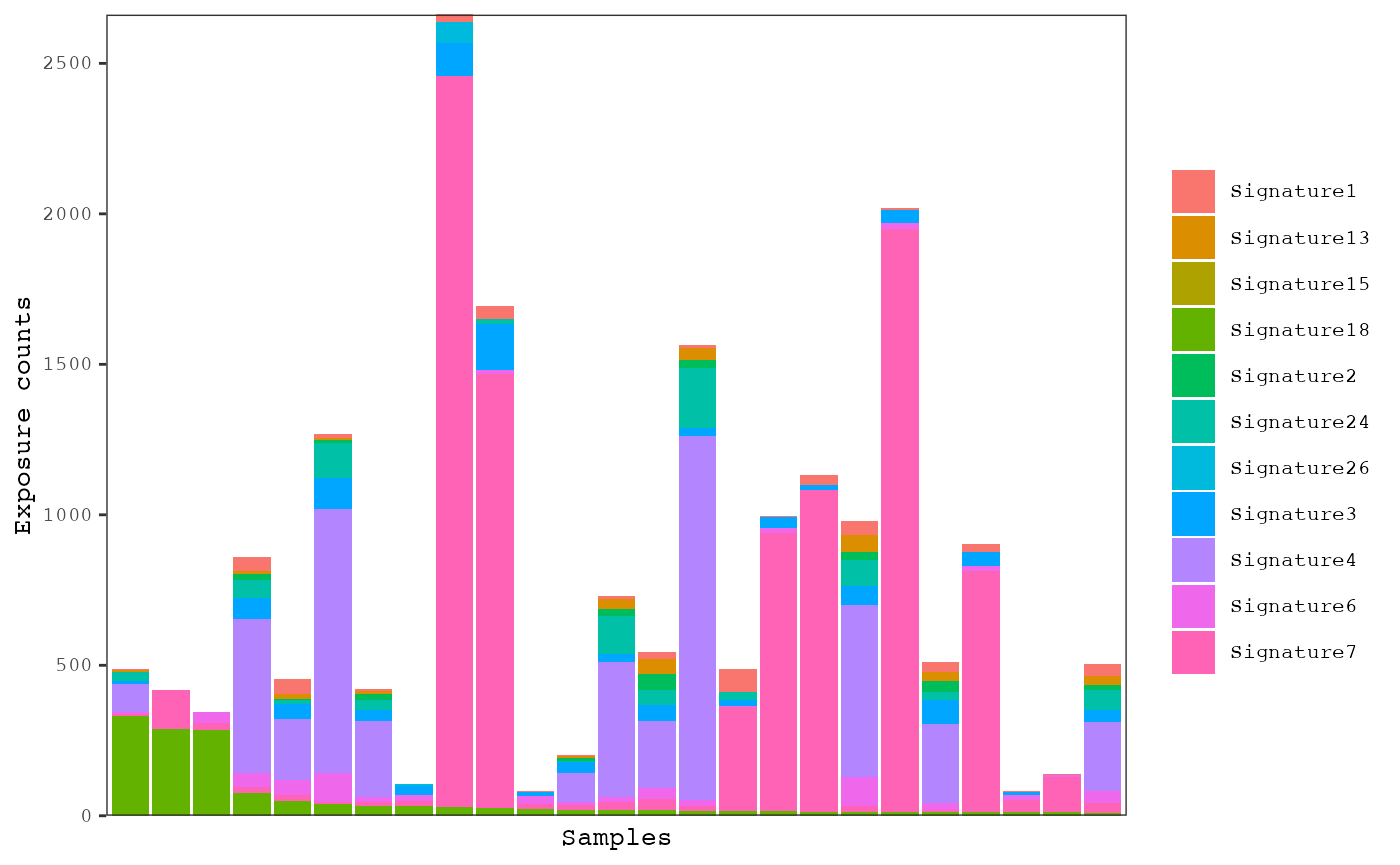 2500
2000
1500
1000
500
0
Exposure counts
Samples
Signature1
Signature13
Signature15
Signature18
Signature2
Signature24
Signature26
Signature3
Signature4
Signature6
Signature7